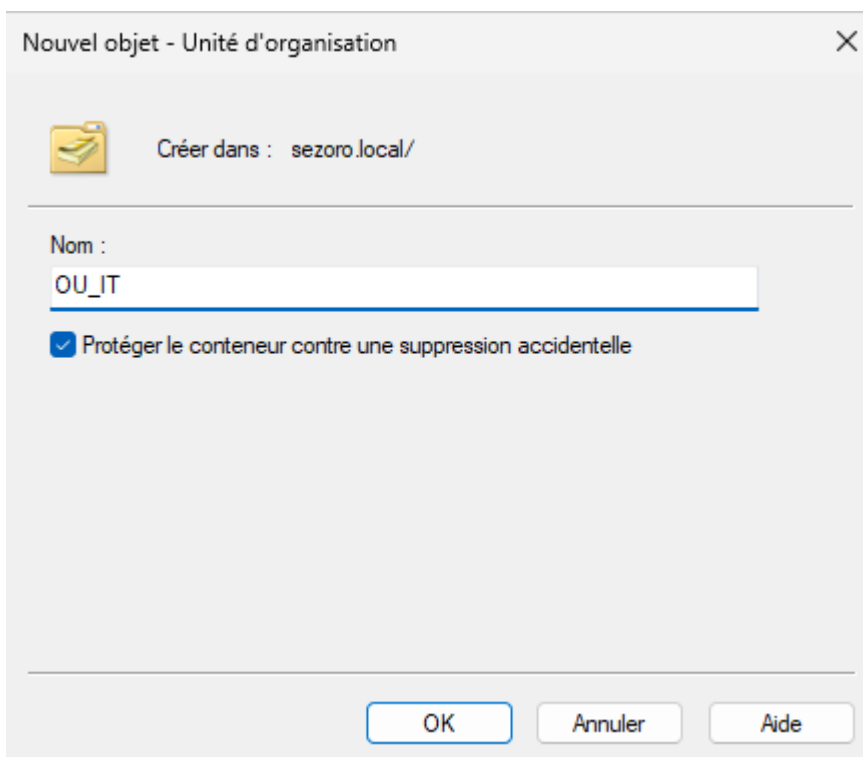 Nouvel objet - Unité d'organisation
Créer dans : sezoro.local/
Nom :
OU_IT
Protéger le conteneur contre une suppression accidentelle
OK Annuler Aide